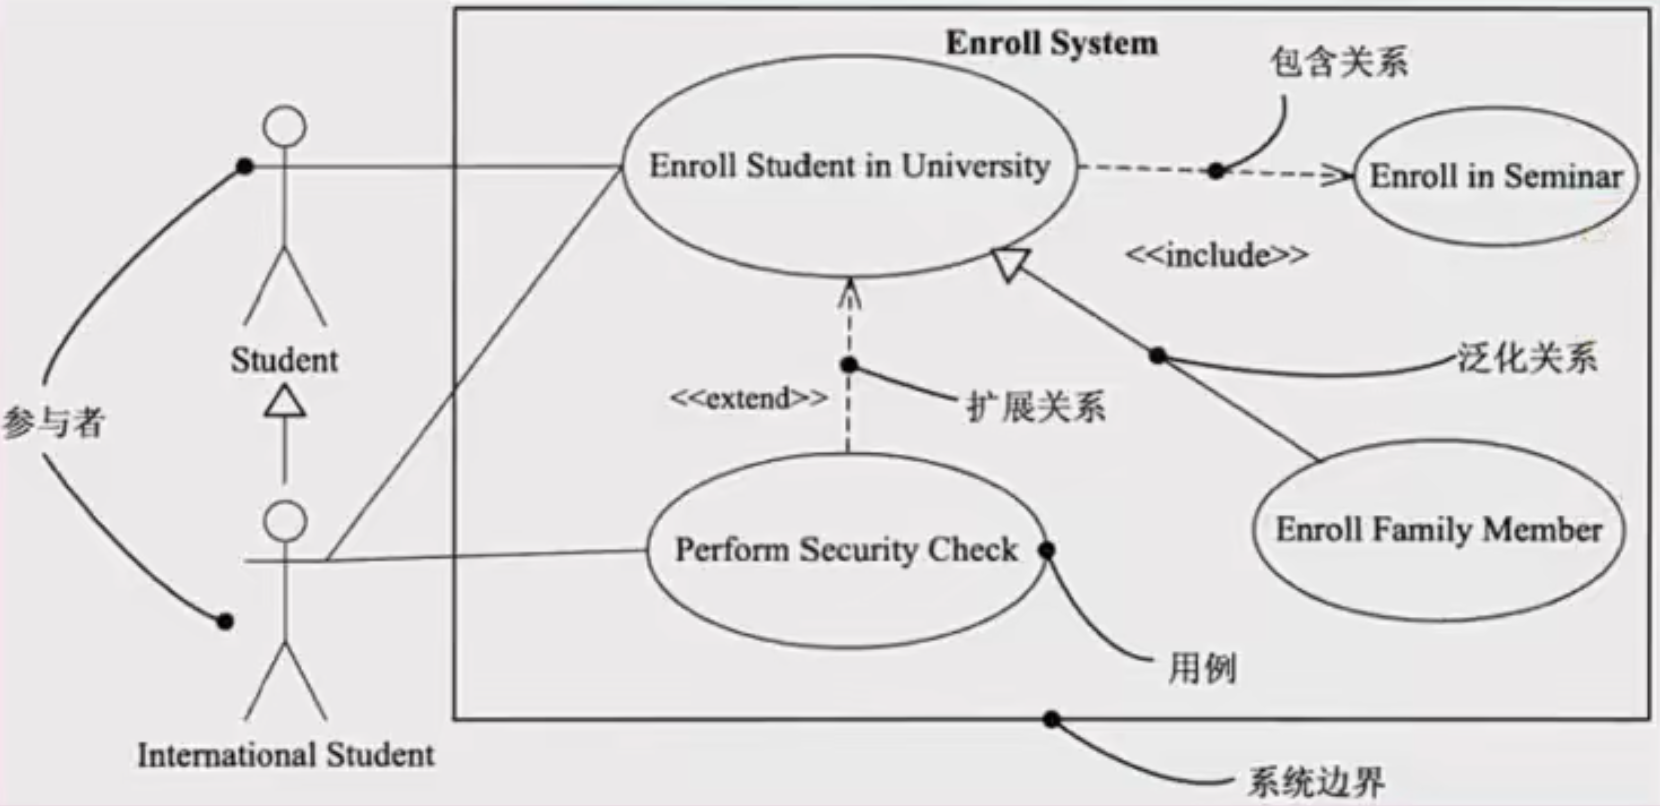 Enroll System
包含关系
Enroll Student in University
Enroll in Seminar
<<include>>
Student
泛化关系
<<extend>>
扩展关系
参与者
Enroll Family Member
Perform Security Check
用例
International Student
系统边界